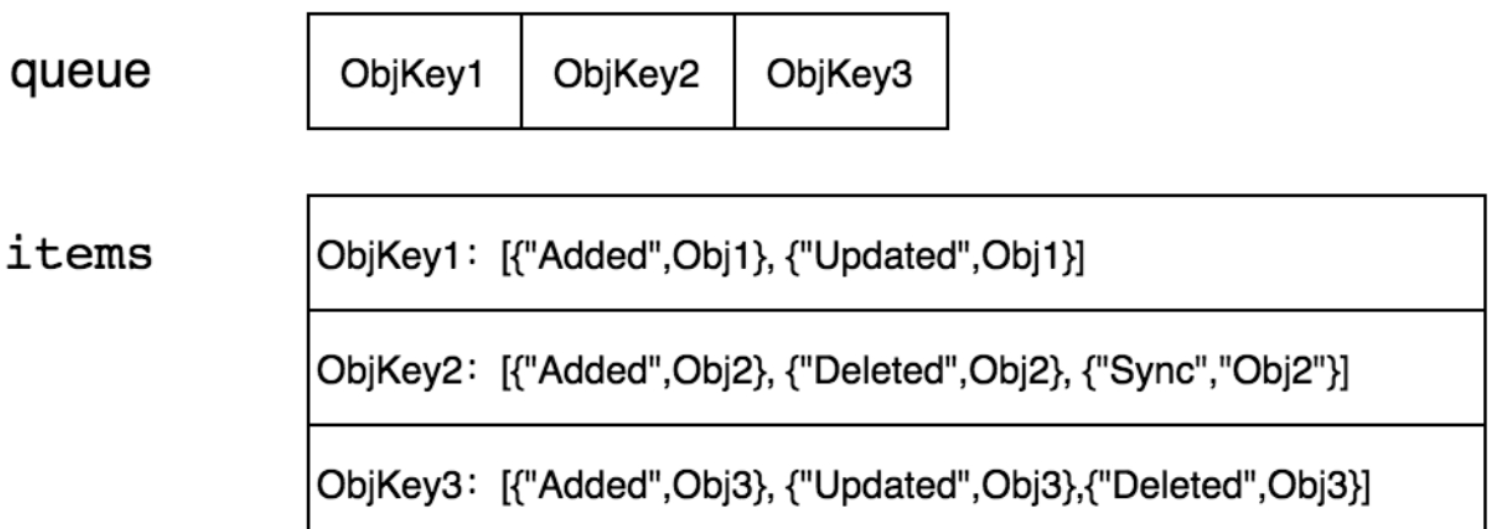 queue ObjKey1 ObjKey2 ObjKey3
items ObjKey1: [{"Added",Obj1}, {"Updated",Obj1}]
ObjKey2: [{"Added",Obj2}, {"Deleted",Obj2}, {"Sync","Obj2"}]
ObjKey3: [{"Added",Obj3}, {"Updated",Obj3},{"Deleted",Obj3}]